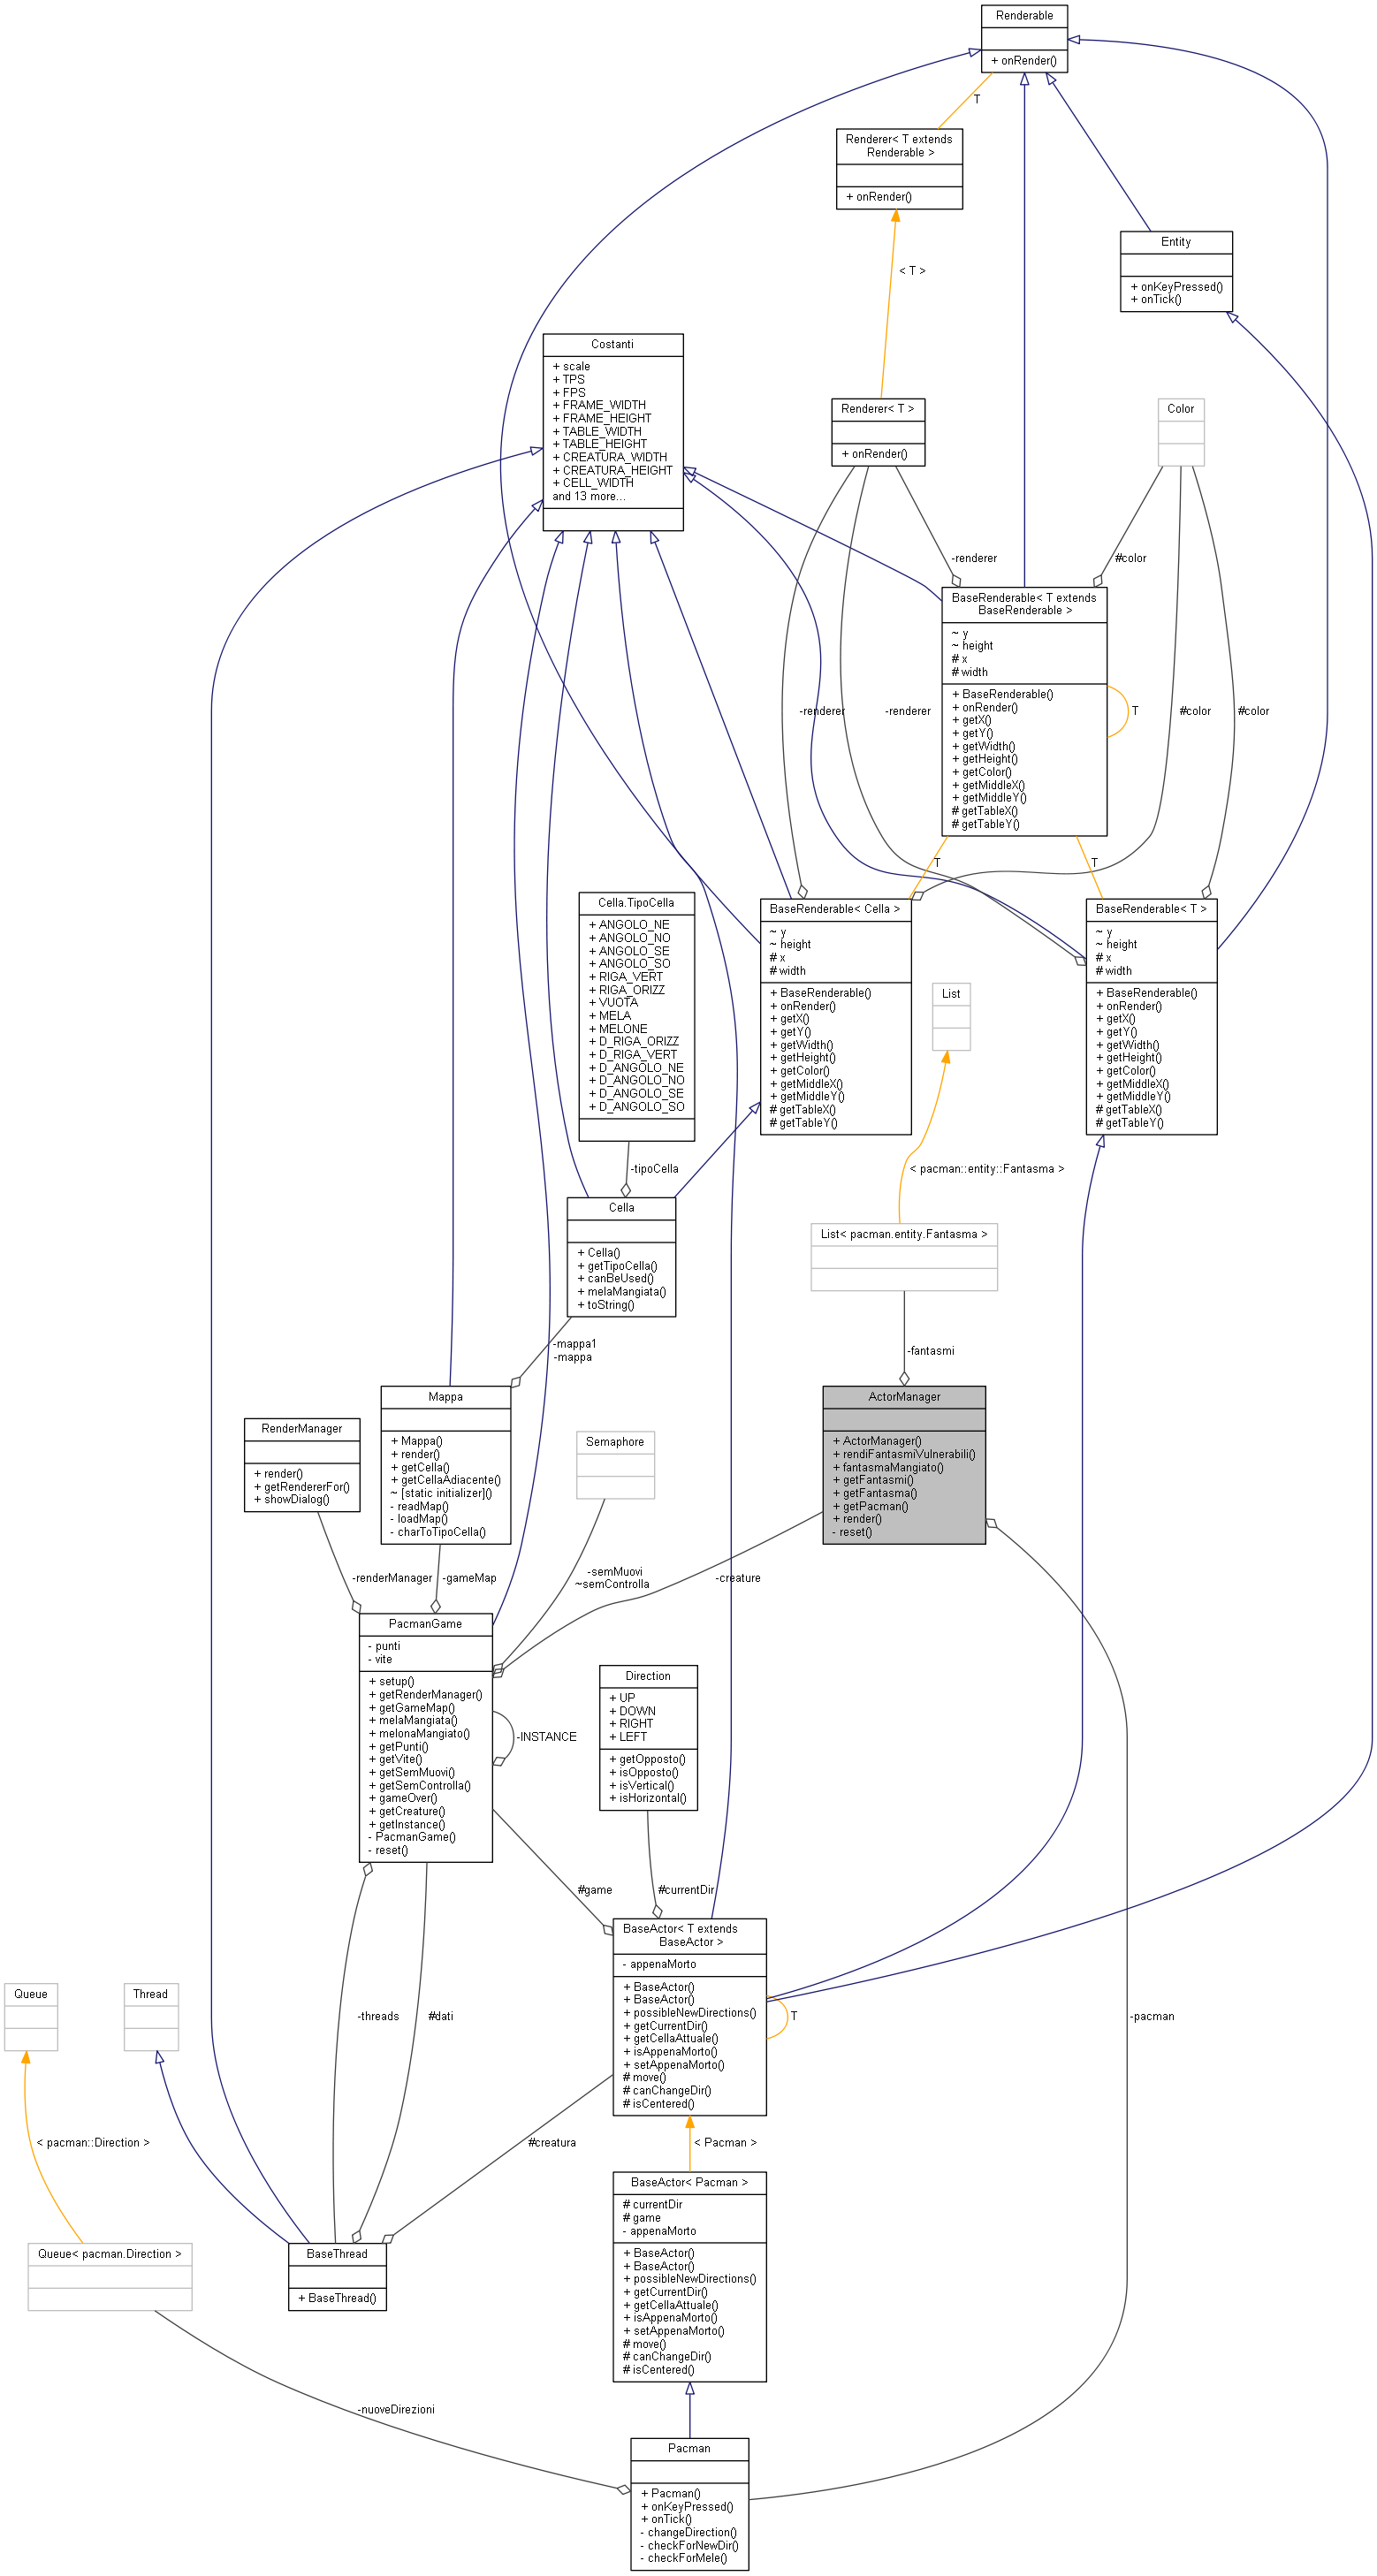 Renderable
+ onRender()
T
Renderer< T extends
Renderable >
+ onRender()
Entity
+ onKeyPressed()
+ onTick()
< T >
Costanti
+ scale
+ TPS
+ FPS
+ FRAME_WIDTH
+ FRAME_HEIGHT
+ TABLE_WIDTH
+ TABLE_HEIGHT
+ CREATURA_WIDTH
+ CREATURA_HEIGHT
+ CELL_WIDTH
and 13 more...
Renderer< T >
+ onRender()
Color
-renderer
#color
BaseRenderable< T extends
BaseRenderable >
~ y
~ height
# x
# width
+ BaseRenderable()
+ onRender()
+ getX()
+ getY()
+ getWidth()
+ getHeight()
+ getColor()
+ getMiddleX()
+ getMiddleY()
# getTableX()
# getTableY()
-renderer
-renderer
T
#color
#color
T
T
Cella.TipoCella
+ ANGOLO_NE
+ ANGOLO_NO
+ ANGOLO_SE
+ ANGOLO_SO
+ RIGA_VERT
+ RIGA_ORIZZ
+ VUOTA
+ MELA
+ MELONE
+ D_RIGA_ORIZZ
+ D_RIGA_VERT
+ D_ANGOLO_NE
+ D_ANGOLO_NO
+ D_ANGOLO_SE
+ D_ANGOLO_SO
BaseRenderable< Cella >
~ y
~ height
# x
# width
+ BaseRenderable()
+ onRender()
+ getX()
+ getY()
+ getWidth()
+ getHeight()
+ getColor()
+ getMiddleX()
+ getMiddleY()
# getTableX()
# getTableY()
List
BaseRenderable< T >
~ y
~ height
# x
# width
+ BaseRenderable()
+ onRender()
+ getX()
+ getY()
+ getWidth()
+ getHeight()
+ getColor()
+ getMiddleX()
+ getMiddleY()
# getTableX()
# getTableY()
-tipoCella
< pacman::entity::Fantasma >
Cella
+ Cella()
+ getTipoCella()
+ canBeUsed()
+ melaMangiata()
+ toString()
List< pacman.entity.Fantasma >
-mappa1
-mappa
-fantasmi
RenderManager
+ render()
+ getRendererFor()
+ showDialog()
Mappa
+ Mappa()
+ render()
+ getCella()
+ getCellaAdiacente()
~ [static initializer]()
- readMap()
- loadMap()
- charToTipoCella()
Semaphore
ActorManager
+ ActorManager()
+ rendiFantasmiVulnerabili()
+ fantasmaMangiato()
+ getFantasmi()
+ getFantasma()
+ getPacman()
+ render()
- reset()
-renderManager
-gameMap
-semMuovi
~semControlla
-creature
PacmanGame
- punti
- vite
+ setup()
+ getRenderManager()
+ getGameMap()
+ melaMangiata()
+ melonaMangiato()
+ getPunti()
+ getVite()
+ getSemMuovi()
+ getSemControlla()
+ gameOver()
+ getCreature()
+ getInstance()
- PacmanGame()
- reset()
-INSTANCE
Direction
+ UP
+ DOWN
+ RIGHT
+ LEFT
+ getOpposto()
+ isOpposto()
+ isVertical()
+ isHorizontal()
#game
#currentDir
BaseActor< T extends
BaseActor >
- appenaMorto
+ BaseActor()
+ BaseActor()
+ possibleNewDirections()
+ getCurrentDir()
+ getCellaAttuale()
+ isAppenaMorto()
+ setAppenaMorto()
# move()
# canChangeDir()
# isCentered()
T
Queue
Thread
-threads
#dati
-pacman
< pacman::Direction >
#creatura
< Pacman >
BaseActor< Pacman >
# currentDir
# game
- appenaMorto
+ BaseActor()
+ BaseActor()
+ possibleNewDirections()
+ getCurrentDir()
+ getCellaAttuale()
+ isAppenaMorto()
+ setAppenaMorto()
# move()
# canChangeDir()
# isCentered()
Queue< pacman.Direction >
BaseThread
+ BaseThread()
-nuoveDirezioni
Pacman
+ Pacman()
+ onKeyPressed()
+ onTick()
- changeDirection()
- checkForNewDir()
- checkForMele()